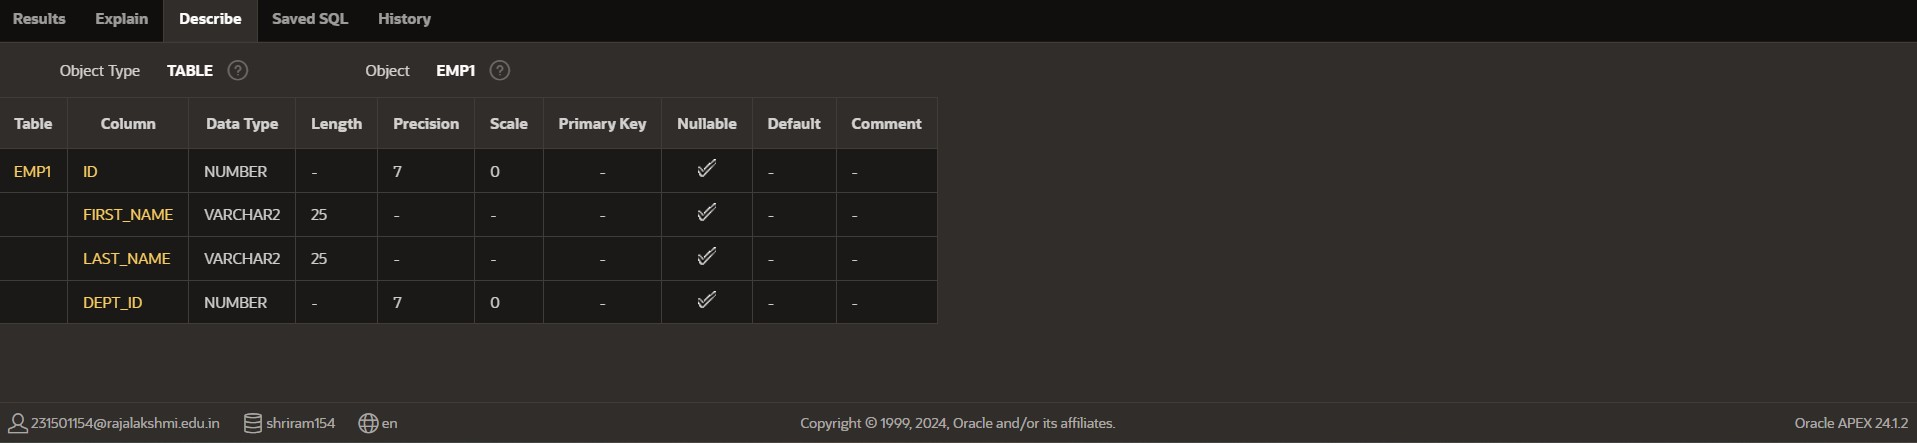 Results Explain Describe Saved SQL History
Object Type TABLE ? Object EMP1 ?
Table Column Data Type Length Precision Scale Primary Key Nullable Default Comment
EMP1 ID NUMBER - 7 0 - - -
FIRST_NAME VARCHAR2 25 - - - - -
LAST_NAME VARCHAR2 25 - - - - -
DEPT_ID NUMBER - 7 0 - - -
231501154@rajalakshmi.edu.in shriram154 en Copyright © 1999, 2024, Oracle and/or its affiliates. Oracle APEX 24.1.2